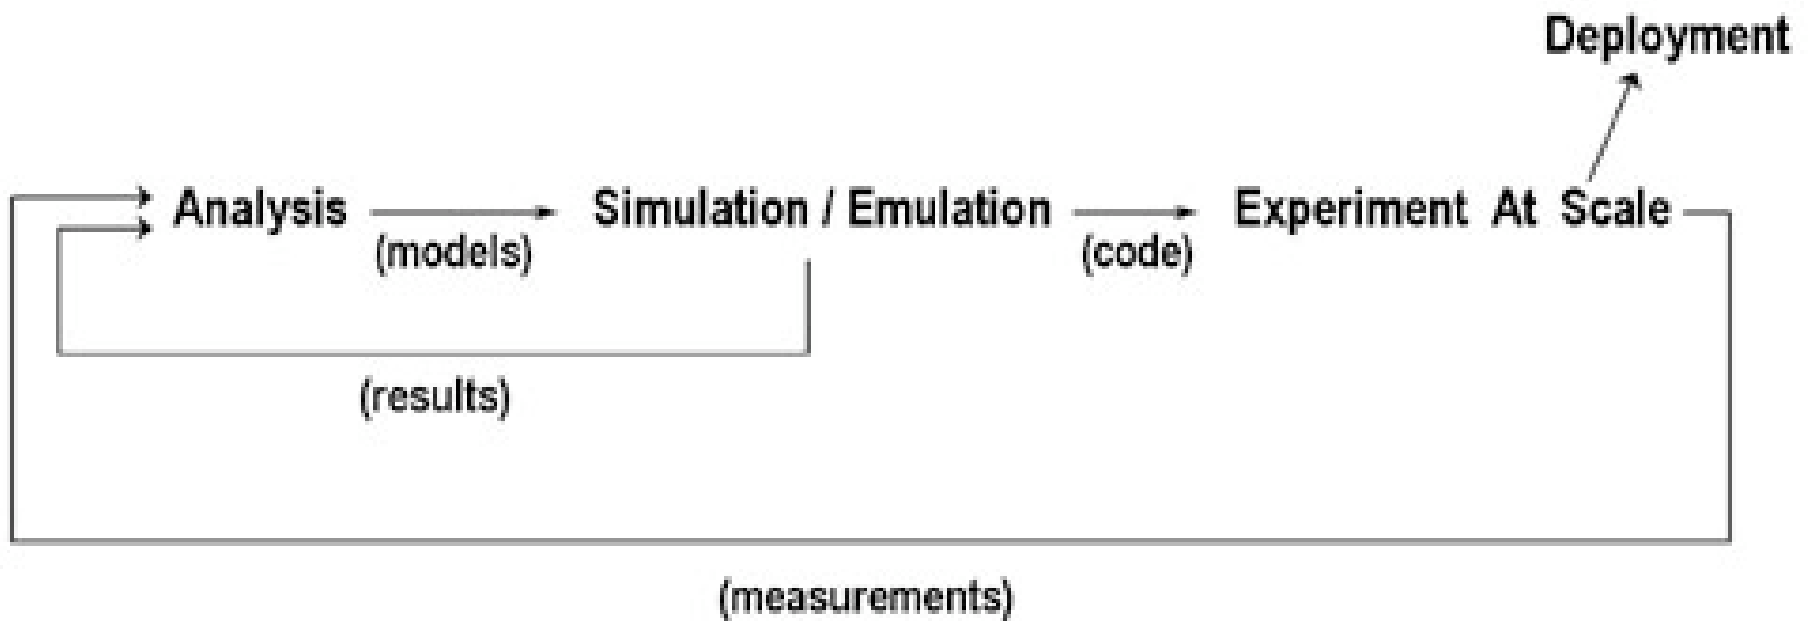 Deployment
Analysis Simulation / Emulation Experiment At Scale
(models) (code)
(results)
(measurements)